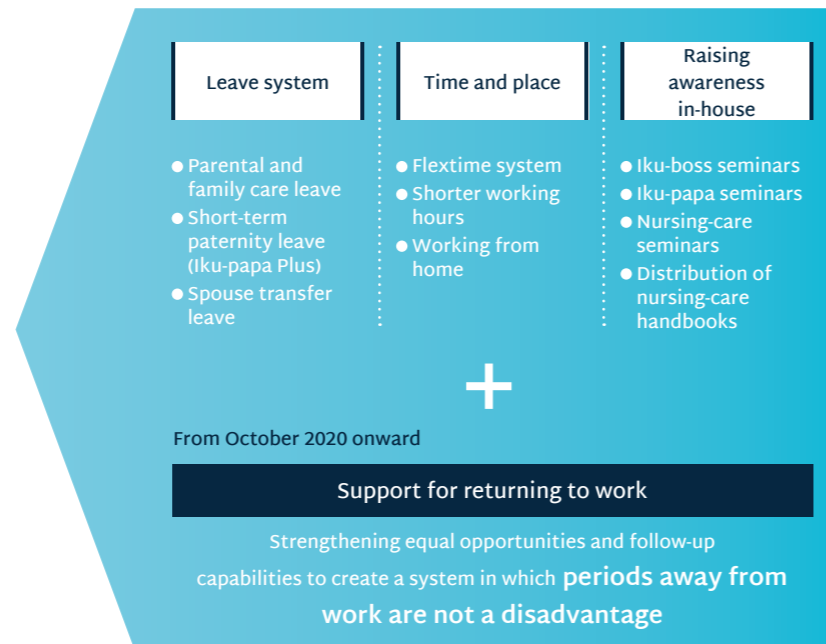 Leave system
● Parental and
family care leave
● Short-term
paternity leave
(Iku-papa Plus)
● Spouse transfer
leave
Time and place
● Flextime system
● Shorter working
hours
● Working from
home
Raising
awareness
in-house
● Iku-boss seminars
● Iku-papa seminars
● Nursing-care
seminars
● Distribution of
nursing-care
handbooks
+
From October 2020 onward
Support for returning to work
Strengthening equal opportunities and follow-up
capabilities to create a system in which periods away from
work are not a disadvantage